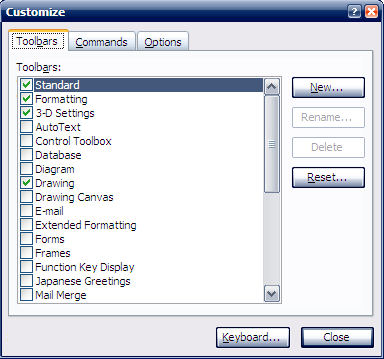 Customize
Toolbars Commands Options
Toolbars:
Standard
Formatting
3-D Settings
AutoText
Control Toolbox
Database
Diagram
Drawing
Drawing Canvas
E-mail
Extended Formatting
Forms
Frames
Function Key Display
Japanese Greetings
Mail Merge
New...
Rename...
Delete
Reset...
Keyboard... Close